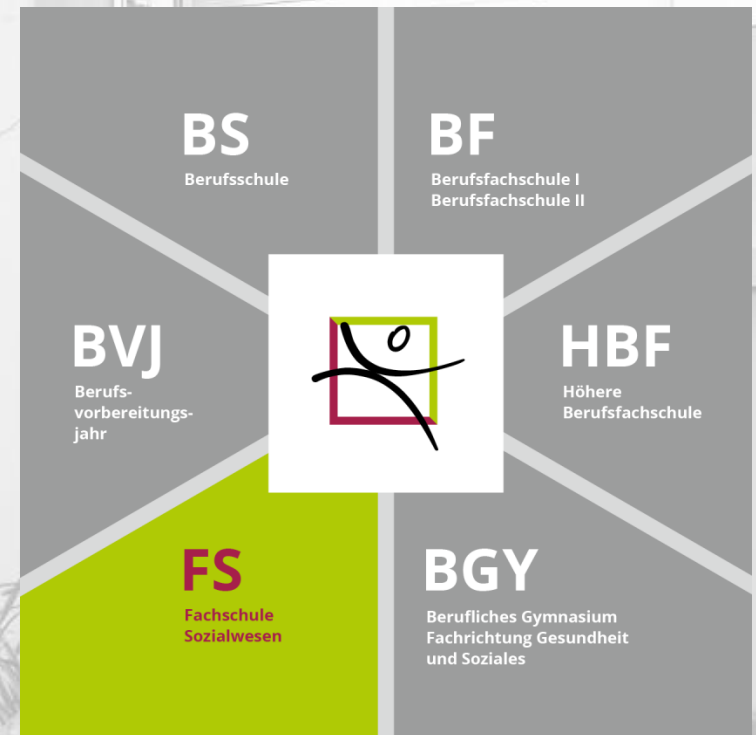 BS
Berufsschule
BF
Berufsfachschule I
Berufsfachschule II
BVJ
Berufs-
vorbereitungs-
jahr
HBF
Höhere
Berufsfachschule
FS
Fachschule
Sozialwesen
BGY
Berufliches Gymnasium
Fachrichtung Gesundheit
und Soziales